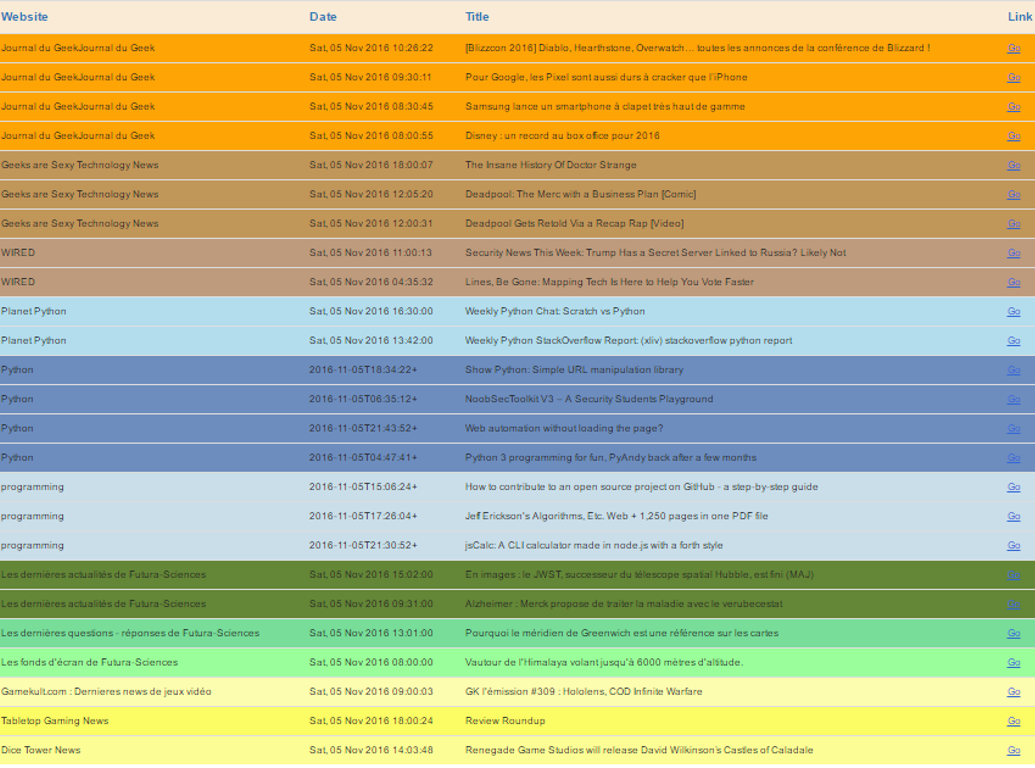 Website Date Title Link
Journal du GeekJournal du Geek Sat, 05 Nov 2016 10:26:22 [Blizzcon 2016] Diablo, Hearthstone, Overwatch… toutes les annonces de la conférence de Blizzard ! Go
Journal du GeekJournal du Geek Sat, 05 Nov 2016 09:30:11 Pour Google, les Pixel sont aussi durs à cracker que l'iPhone Go
Journal du GeekJournal du Geek Sat, 05 Nov 2016 08:30:45 Samsung lance un smartphone à clapet très haut de gamme Go
Journal du GeekJournal du Geek Sat, 05 Nov 2016 08:00:55 Disney : un record au box office pour 2016 Go
Geeks are Sexy Technology News Sat, 05 Nov 2016 18:00:07 The Insane History Of Doctor Strange Go
Geeks are Sexy Technology News Sat, 05 Nov 2016 12:05:20 Deadpool: The Merc with a Business Plan [Comic] Go
Geeks are Sexy Technology News Sat, 05 Nov 2016 12:00:31 Deadpool Gets Retold Via a Recap Rap [Video] Go
WIRED Sat, 05 Nov 2016 11:00:13 Security News This Week: Trump Has a Secret Server Linked to Russia? Likely Not Go
WIRED Sat, 05 Nov 2016 04:35:32 Lines, Be Gone: Mapping Tech Is Here to Help You Vote Faster Go
Planet Python Sat, 05 Nov 2016 16:30:00 Weekly Python Chat: Scratch vs Python Go
Planet Python Sat, 05 Nov 2016 13:42:00 Weekly Python StackOverflow Report: (xliv) stackoverflow python report Go
Python 2016-11-05T18:34:22+ Show Python: Simple URL manipulation library Go
Python 2016-11-05T06:35:12+ NoobSecToolkit V3 – A Security Students Playground Go
Python 2016-11-05T21:43:52+ Web automation without loading the page? Go
Python 2016-11-05T04:47:41+ Python 3 programming for fun, PyAndy back after a few months Go
programming 2016-11-05T15:06:24+ How to contribute to an open source project on GitHub - a step-by-step guide Go
programming 2016-11-05T17:26:04+ Jeff Erickson's Algorithms, Etc. Web + 1,250 pages in one PDF file Go
programming 2016-11-05T21:30:52+ jsCalc: A CLI calculator made in node.js with a forth style Go
Les dernières actualités de Futura-Sciences Sat, 05 Nov 2016 15:02:00 En images : le JWST, successeur du télescope spatial Hubble, est fini (MAJ) Go
Les dernières actualités de Futura-Sciences Sat, 05 Nov 2016 09:31:00 Alzheimer : Merck propose de traiter la maladie avec le verubecestat Go
Les dernières questions - réponses de Futura-Sciences Sat, 05 Nov 2016 13:01:00 Pourquoi le méridien de Greenwich est une référence sur les cartes Go
Les fonds d'écran de Futura-Sciences Sat, 05 Nov 2016 08:00:00 Vautour de l'Himalaya volant jusqu'à 6000 mètres d'altitude. Go
Gamekult.com : Dernieres news de jeux vidéo Sat, 05 Nov 2016 09:00:03 GK l'émission #309 : Hololens, COD Infinite Warfare Go
Tabletop Gaming News Sat, 05 Nov 2016 18:00:24 Review Roundup Go
Dice Tower News Sat, 05 Nov 2016 14:03:48 Renegade Game Studios will release David Wilkinson's Castles of Caladale Go